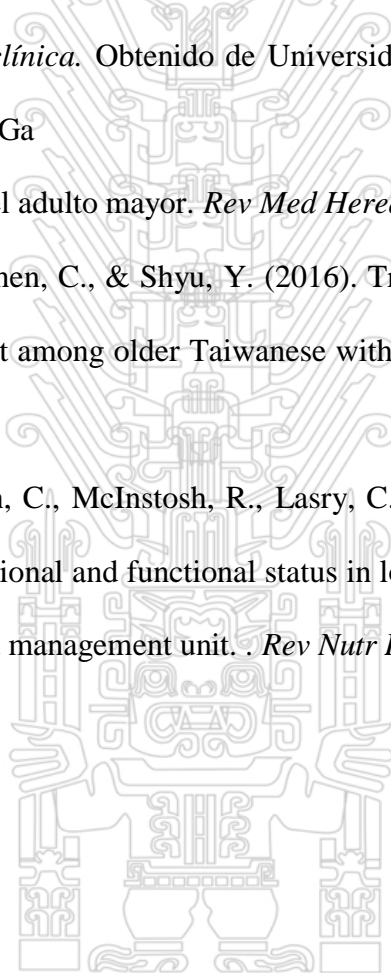 clínica. Obtenido de Universid
Ga
el adulto mayor. Rev Med Hered
hen, C., & Shyu, Y. (2016). Tr
t among older Taiwanese with
n, C., McInstosh, R., Lasry, C.
ional and functional status in lo
management unit. . Rev Nutr